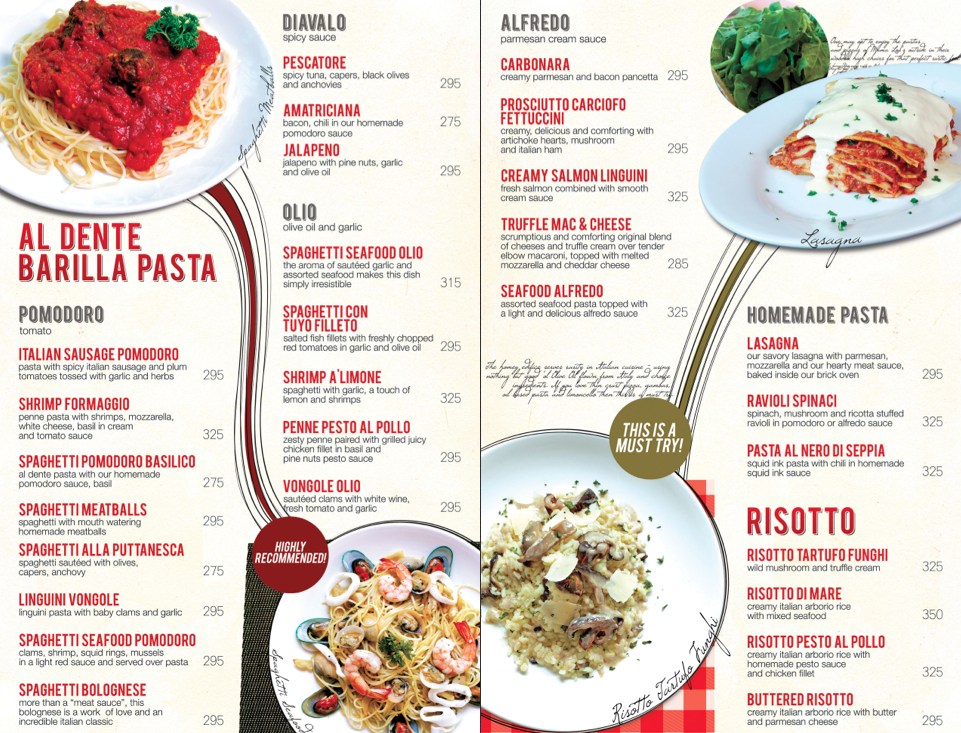 Spaghetti Meatballs
AL DENTE
BARILLA PASTA
POMODORO
tomato
ITALIAN SAUSAGE POMODORO
pasta with spicy italian sausage and plum
tomatoes tossed with garlic and herbs 295
SHRIMP FORMAGGIO
penne pasta with shrimps, mozzarella,
white cheese, basil in cream
and tomato sauce 325
SPAGHETTI POMODORO BASILICO
al dente pasta with our homemade
pomodoro sauce, basil 275
SPAGHETTI MEATBALLS
spaghetti with mouth watering 295
homemade meatballs
SPAGHETTI ALLA PUTTANESCA
spaghetti sautéed with olives,
capers, anchovy 275
LINGUINI VONGOLE
linguini pasta with baby clams and garlic 295
SPAGHETTI SEAFOOD POMODORO
clams, shrimp, squid rings, mussels
in a light red sauce and served over pasta 295
SPAGHETTI BOLOGNESE
more than a “meat sauce”, this
bolognese is a work of love and an
incredible italian classic 295
DIAVALO
spicy sauce
PESCATORE
spicy tuna, capers, black olives
and anchovies 295
AMATRICIANA
bacon, chili in our homemade 275
pomodoro sauce
JALAPENO
jalapeno with pine nuts, garlic
and olive oil 295
OLIO
olive oil and garlic
SPAGHETTI SEAFOOD OLIO
the aroma of sautéed garlic and
assorted seafood makes this dish
simply irresistible 315
SPAGHETTI CON
TUYO FILLETO
salted fish fillets with freshly chopped
red tomatoes in garlic and olive oil 295
SHRIMP A'LIMONE
spaghetti with garlic, a touch of
lemon and shrimps 325
PENNE PESTO AL POLLO
zesty penne paired with grilled juicy
chicken fillet in basil and
pine nuts pesto sauce 295
VONGOLE OLIO
sautéed clams with white wine,
fresh tomato and garlic 295
HIGHLY
RECOMMENDED!
Spaghetti Seafood
ALFREDO
parmesan cream sauce
CARBONARA
creamy parmesan and bacon pancetta 295
PROSCIUTTO CARCIOFO
FETTUCCINI
creamy, delicious and comforting with
artichoke hearts, mushroom
and italian ham 295
CREAMY SALMON LINGUINI
fresh salmon combined with smooth
cream sauce 325
TRUFFLE MAC & CHEESE
scrumptious and comforting original blend
of cheeses and truffle cream over tender
elbow macaroni, topped with melted
mozzarella and cheddar cheese 285
SEAFOOD ALFREDO
assorted seafood pasta topped with
a light and delicious alfredo sauce 325
THIS IS A
MUST TRY!
Risotto Tartufo Funghi
Lasagna
HOMEMADE PASTA
LASAGNA
our savory lasagna with parmesan,
mozzarella and our hearty meat sauce,
baked inside our brick oven 295
RAVIOLI SPINACI
spinach, mushroom and ricotta stuffed
ravioli in pomodoro or alfredo sauce 325
PASTA AL NERO DI SEPPIA
squid ink pasta with chili in homemade
squid ink sauce 325
RISOTTO
RISOTTO TARTUFO FUNGHI
wild mushroom and truffle cream 325
RISOTTO DI MARE
creamy italian arborio rice
with mixed seafood 350
RISOTTO PESTO AL POLLO
creamy italian arborio rice with
homemade pesto sauce
and chicken fillet 325
BUTTERED RISOTTO
creamy italian arborio rice with butter
and parmesan cheese 295